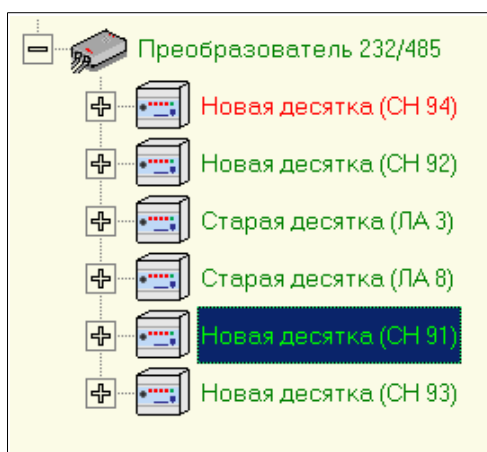 Преобразователь 232/485
Новая десятка (СН 94)
Новая десятка (СН 92)
Старая десятка (ЛА 3)
Старая десятка (ЛА 8)
Новая десятка (СН 91)
Новая десятка (СН 93)